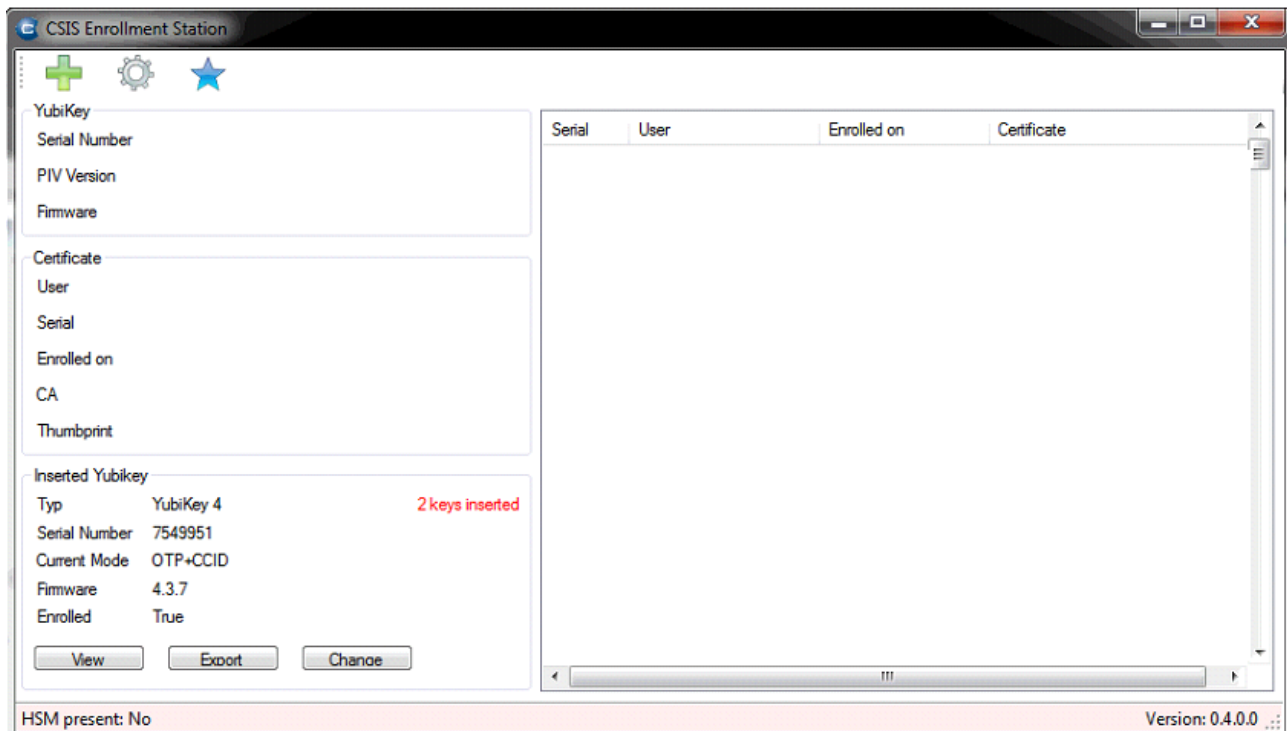 CSIS Enrollment Station
YubiKey
Serial Number
PIV Version
Firmware
Certificate
User
Serial
Enrolled on
CA
Thumbprint
Inserted Yubikey
Typ YubiKey 4 2 keys inserted
Serial Number 7549951
Current Mode OTP+CCID
Firmware 4.3.7
Enrolled True
View Export Change
Serial User Enrolled on Certificate
HSM present: No Version: 0.4.0.0